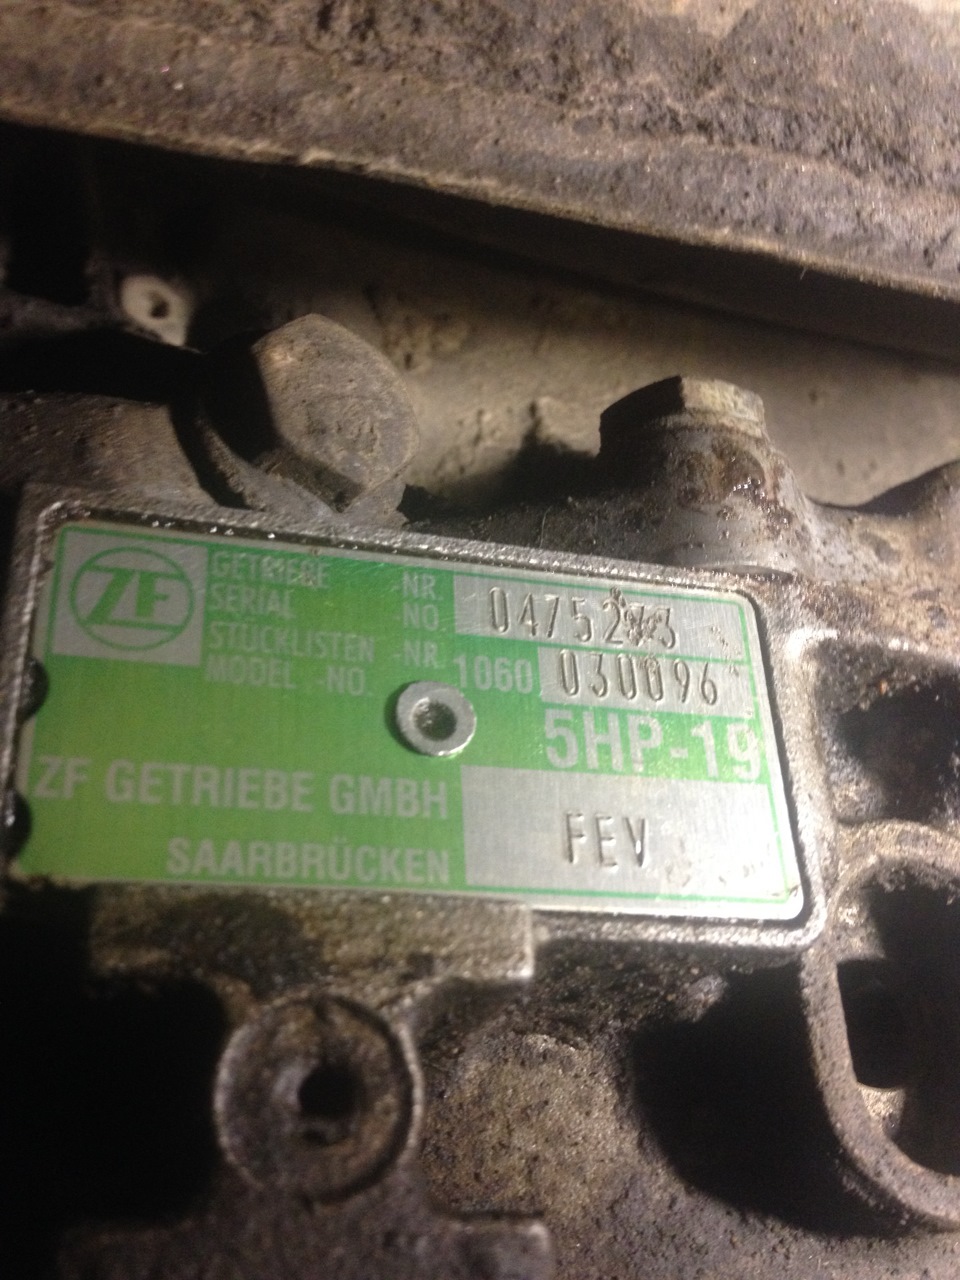 ZF
GETRIEBE -NR.
SERIAL NO.
STÜCKLISTEN -NR.
MODEL -NO.
1060 030096
5HP-19
ZF GETRIEBE GMBH
SAARBRÜCKEN
FEV